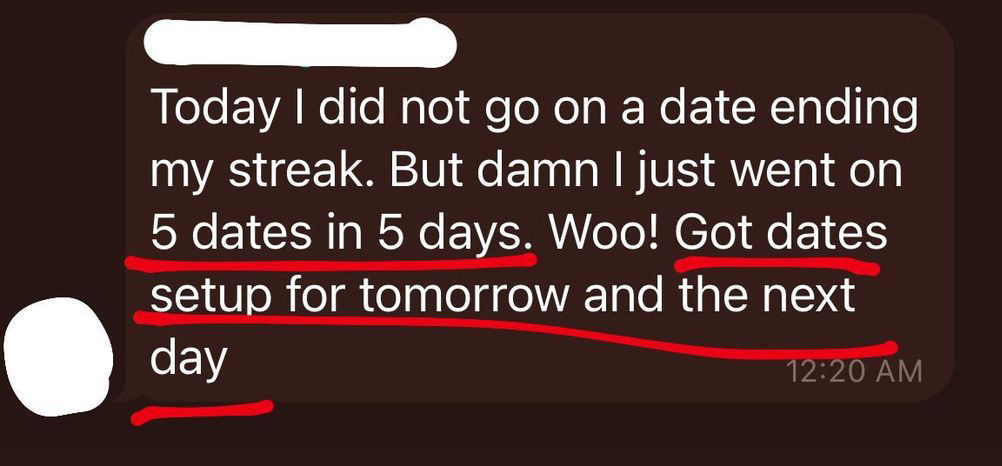 Today I did not go on a date ending
my streak. But damn I just went on
5 dates in 5 days. Woo! Got dates
setup for tomorrow and the next
day
12:20 AM